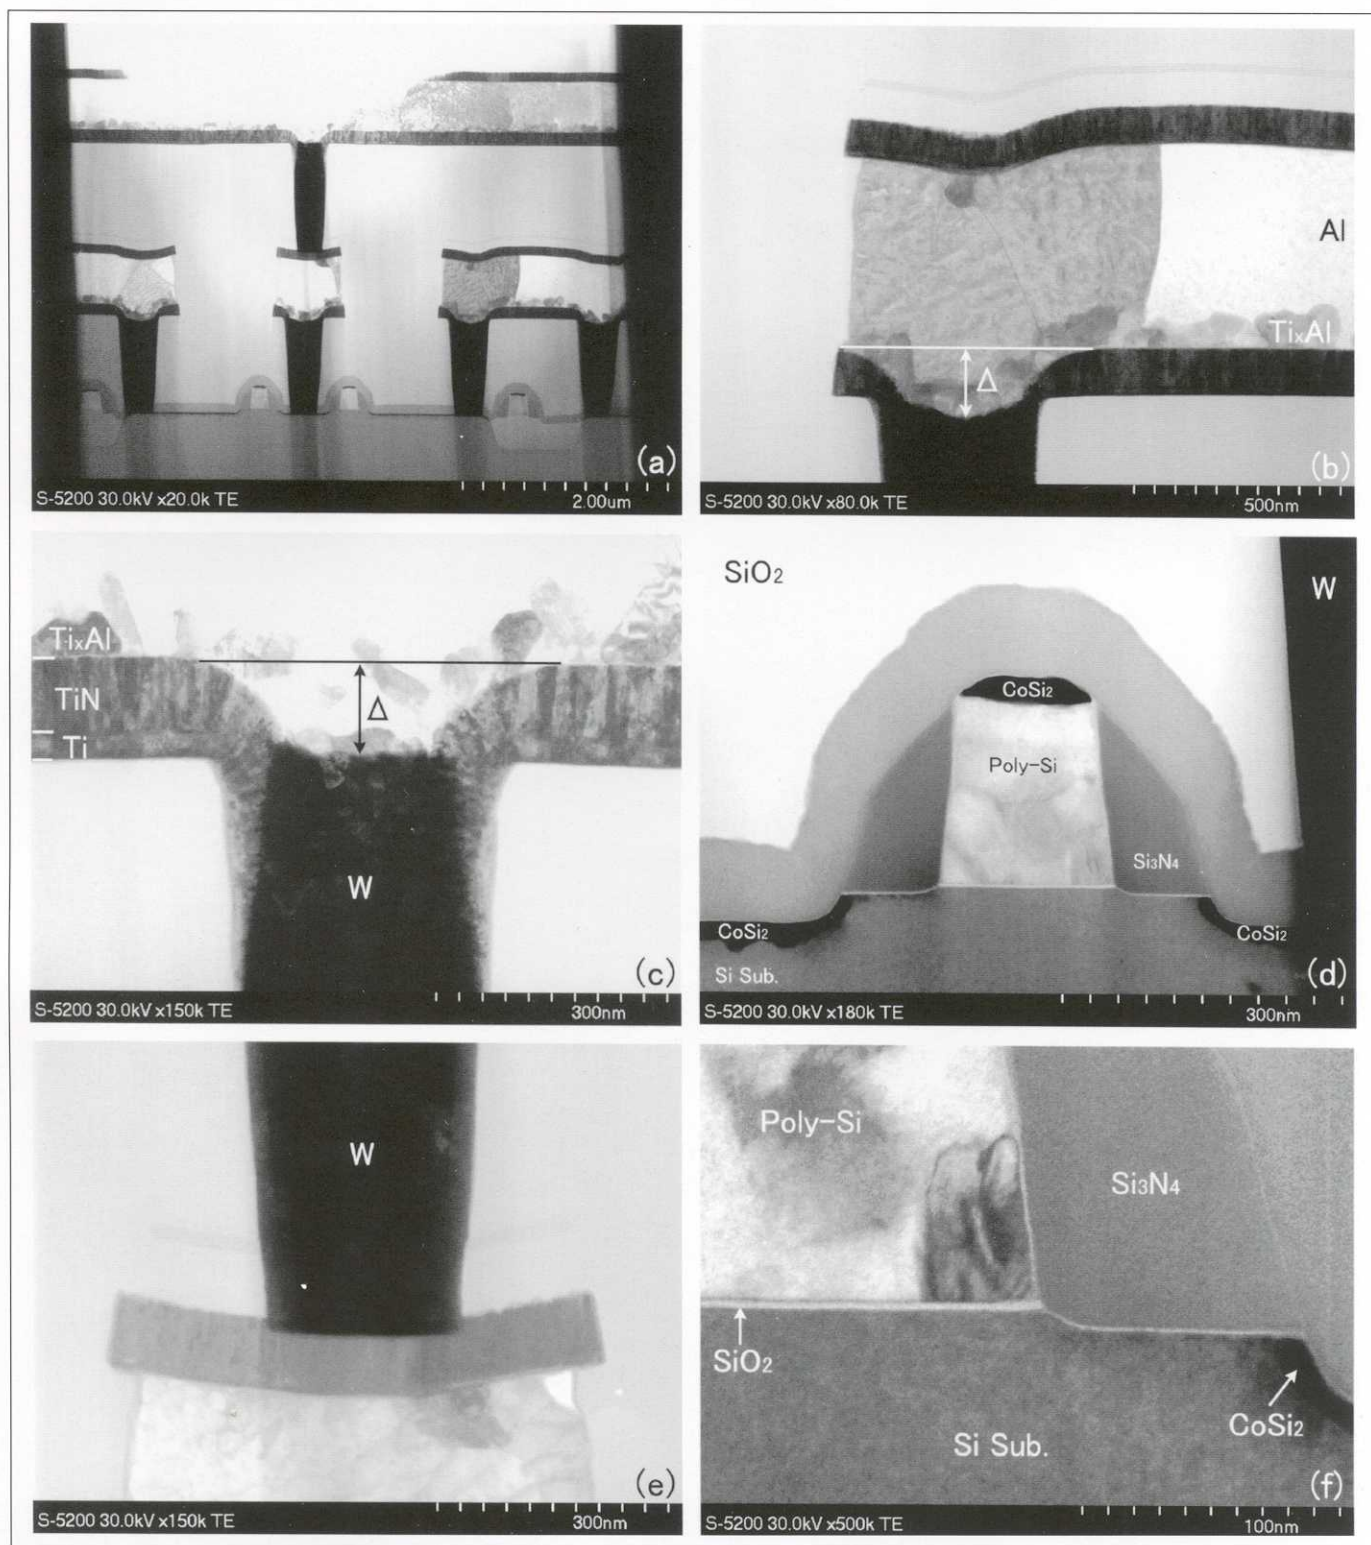 (a)
S-5200 30.0kV x20.0k TE
2.00um
Al
TiₓAl
Δ
(b)
S-5200 30.0kV x80.0k TE
500nm
TiₓAl
TiN
Ti
Δ
W
(c)
S-5200 30.0kV x150k TE
300nm
SiO₂
W
CoSi₂
Poly-Si
Si₃N₄
CoSi₂
CoSi₂
Si Sub.
(d)
S-5200 30.0kV x180k TE
300nm
W
(e)
S-5200 30.0kV x150k TE
300nm
Poly-Si
Si₃N₄
SiO₂
CoSi₂
Si Sub.
(f)
S-5200 30.0kV x500k TE
100nm